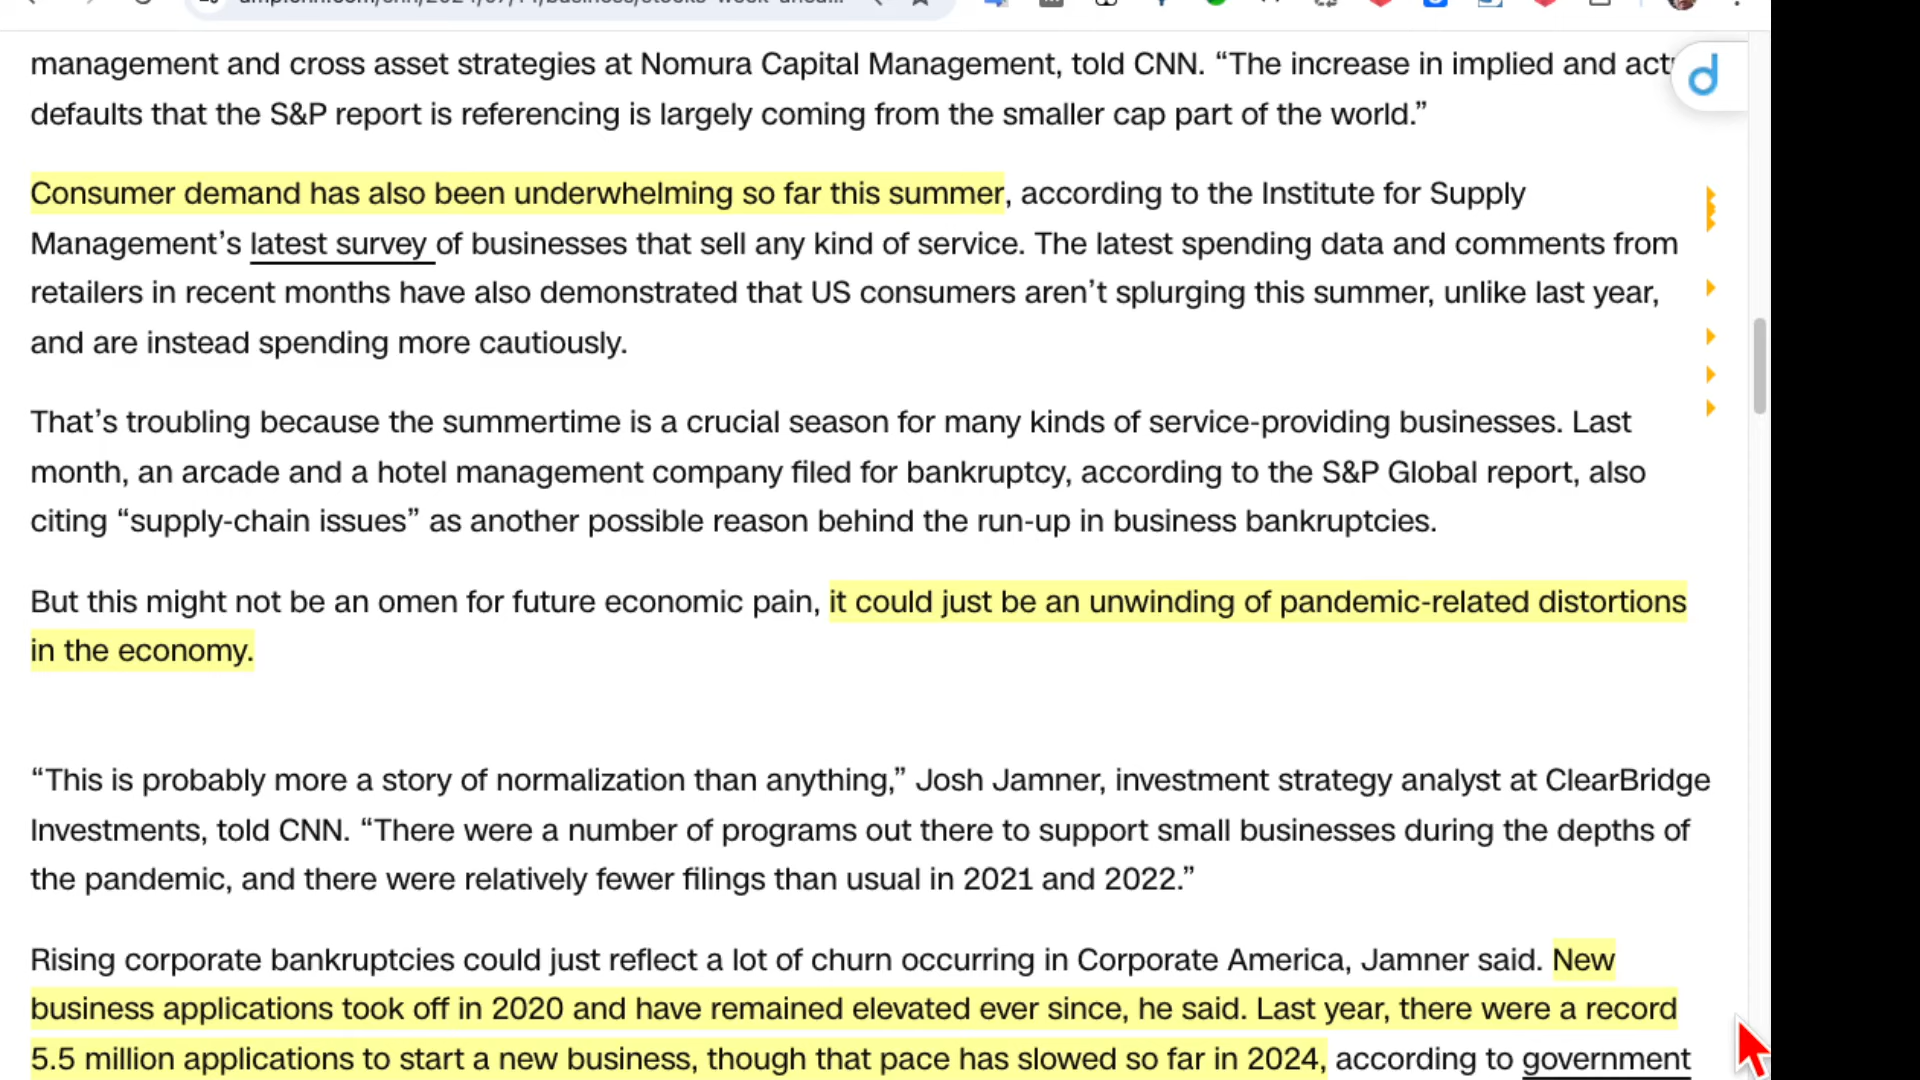 management and cross asset strategies at Nomura Capital Management, told CNN. “The increase in implied and
defaults that the S&P report is referencing is largely coming from the smaller cap part of the world.”
Consumer demand has also been underwhelming so far this summer, according to the Institute for Supply
Management’s latest survey of businesses that sell any kind of service. The latest spending data and comments from
retailers in recent months have also demonstrated that US consumers aren’t splurging this summer, unlike last year,
and are instead spending more cautiously.
That’s troubling because the summertime is a crucial season for many kinds of service-providing businesses. Last
month, an arcade and a hotel management company filed for bankruptcy, according to the S&P Global report, also
citing “supply-chain issues” as another possible reason behind the run-up in business bankruptcies.
But this might not be an omen for future economic pain, it could just be an unwinding of pandemic-related distortions
in the economy.
“This is probably more a story of normalization than anything,” Josh Jamner, investment strategy analyst at ClearBridge
Investments, told CNN. “There were a number of programs out there to support small businesses during the depths of
the pandemic, and there were relatively fewer filings than usual in 2021 and 2022.”
Rising corporate bankruptcies could just reflect a lot of churn occurring in Corporate America, Jamner said. New
business applications took off in 2020 and have remained elevated ever since, he said. Last year, there were a record
5.5 million applications to start a new business, though that pace has slowed so far in 2024, according to government